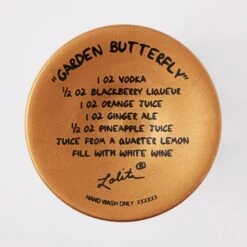 "GARDEN BUTTERFLY"
1 OZ VODKA
½ OZ BLACKBERRY LIQUEUR
1 OZ ORANGE JUICE
1 OZ GINGER ALE
½ OZ PINEAPPLE JUICE
JUICE FROM A QUARTER LEMON
FILL WITH WHITE WINE
Lolita®
HAND WASH ONLY XXXXXX